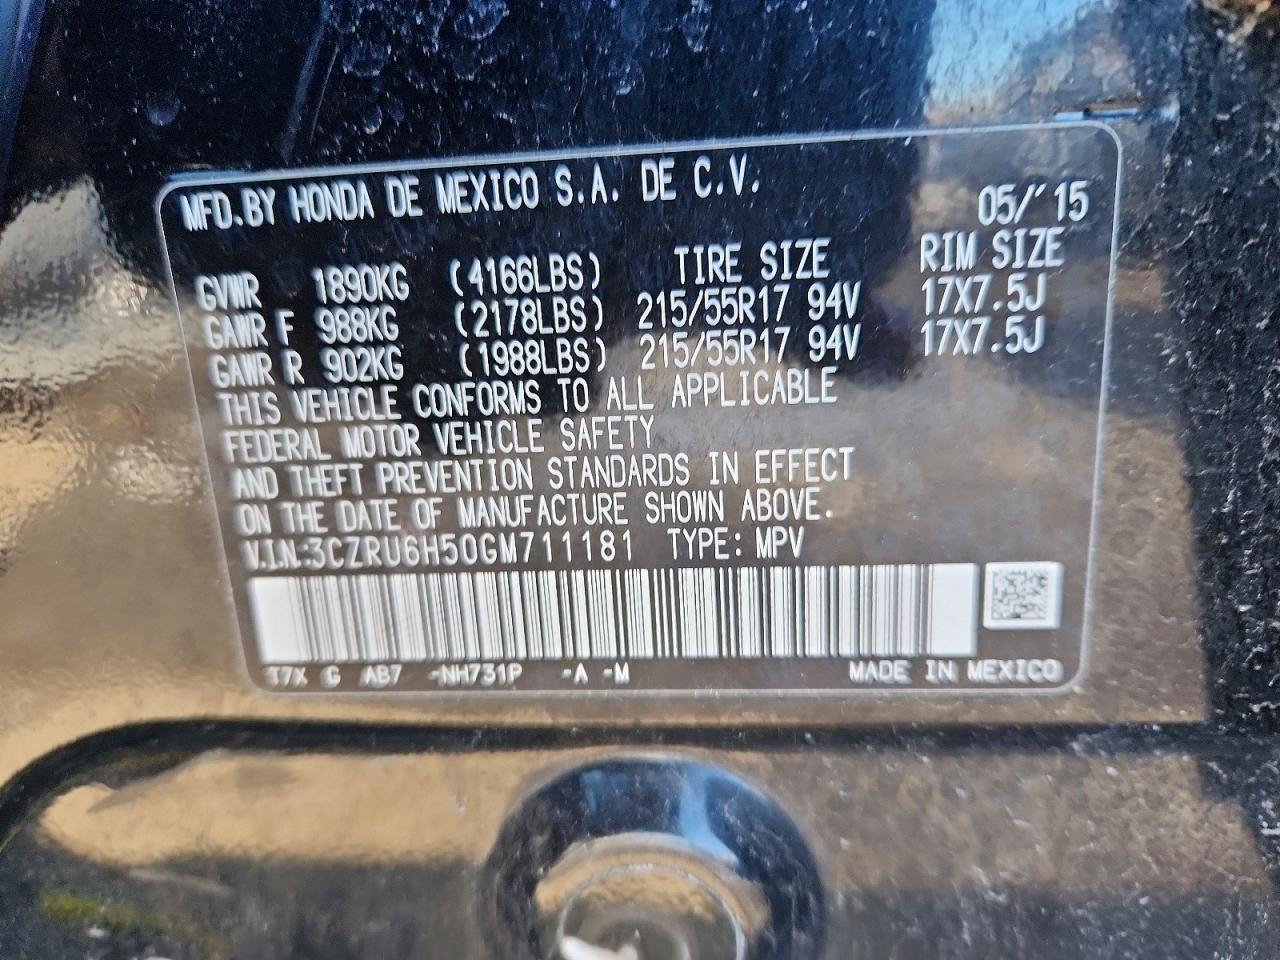 MFD. BY HONDA DE MEXICO S.A. DE C.V. 05/'15
TIRE SIZE RIM SIZE
GVWR 1890KG (4166LBS)
GAWR F 988KG (2178LBS) 215/55R17 94V 17X7.5J
GAWR R 902KG (1988LBS) 215/55R17 94V 17X7.5J
THIS VEHICLE CONFORMS TO ALL APPLICABLE
FEDERAL MOTOR VEHICLE SAFETY
AND THEFT PREVENTION STANDARDS IN EFFECT
ON THE DATE OF MANUFACTURE SHOWN ABOVE.
V.I.N:3CZRU6H50GM711181 TYPE: MPV
T7X G AB7 -NH731P -A -M MADE IN MEXICO